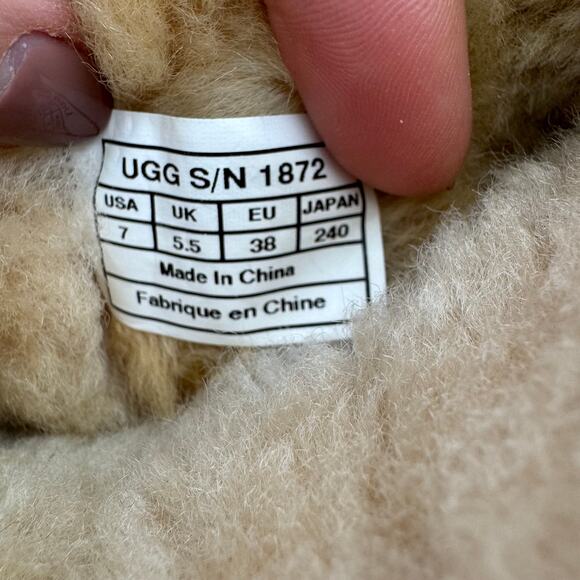 UGG S/N 1872
USA UK EU JAPAN
7 5.5 38 240
Made In China
Fabrique en Chine